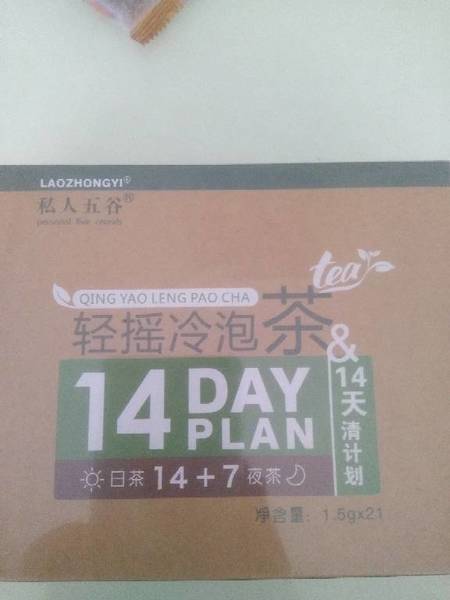 LAOZHONGYI®
私人五谷®
personal five cereals
tea
QING YAO LENG PAO CHA
轻摇冷泡茶
&
14 DAY PLAN
14天清计划
日茶 14+7 夜茶
净含量: 1.5gx21